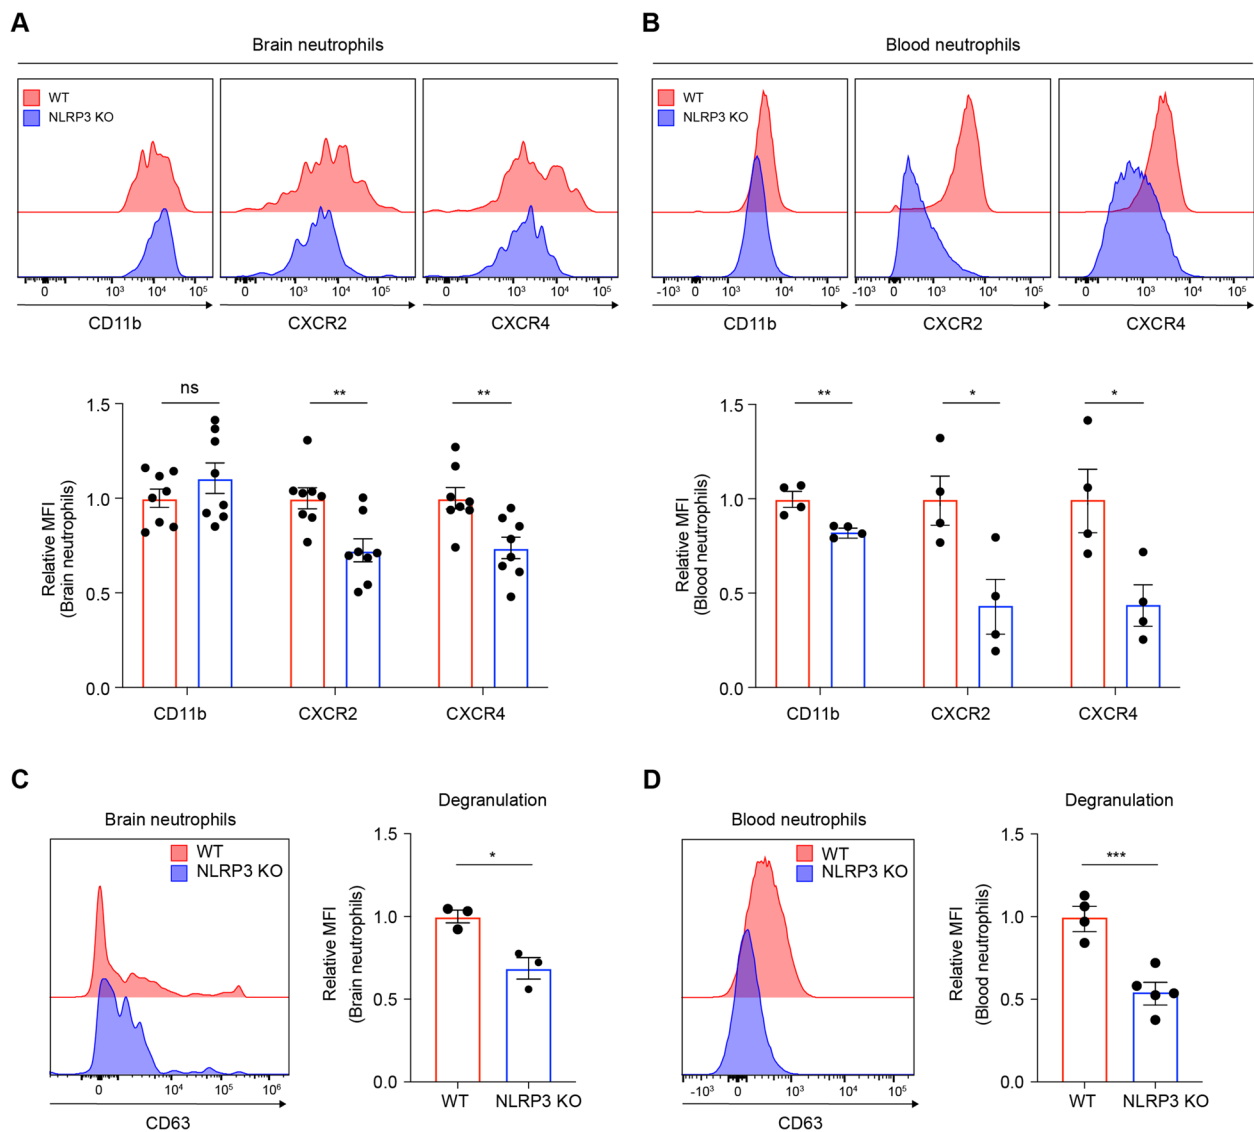 A
Brain neutrophils
WT
NLRP3 KO
0 10³ 10⁴ 10⁵
0 10³ 10⁴ 10⁵
0 10³ 10⁴ 10⁵
CD11b CXCR2 CXCR4
B
Blood neutrophils
WT
NLRP3 KO
-10³ 0 10³ 10⁴ 10⁵
-10³ 0 10³ 10⁴ 10⁵
0 10³ 10⁴ 10⁵
CD11b CXCR2 CXCR4
Relative MFI
(Brain neutrophils)
1.5
1.0
0.5
0.0
ns ** **
CD11b CXCR2 CXCR4
Relative MFI
(Blood neutrophils)
1.5
1.0
0.5
0.0
** * *
CD11b CXCR2 CXCR4
C
Brain neutrophils
WT
NLRP3 KO
0 10⁴ 10⁵ 10⁶
CD63
Degranulation
Relative MFI
(Brain neutrophils)
1.5
1.0
0.5
0.0
*
WT NLRP3 KO
D
Blood neutrophils
WT
NLRP3 KO
-10³ 0 10³ 10⁴ 10⁵
CD63
Degranulation
Relative MFI
(Blood neutrophils)
1.5
1.0
0.5
0.0
***
WT NLRP3 KO